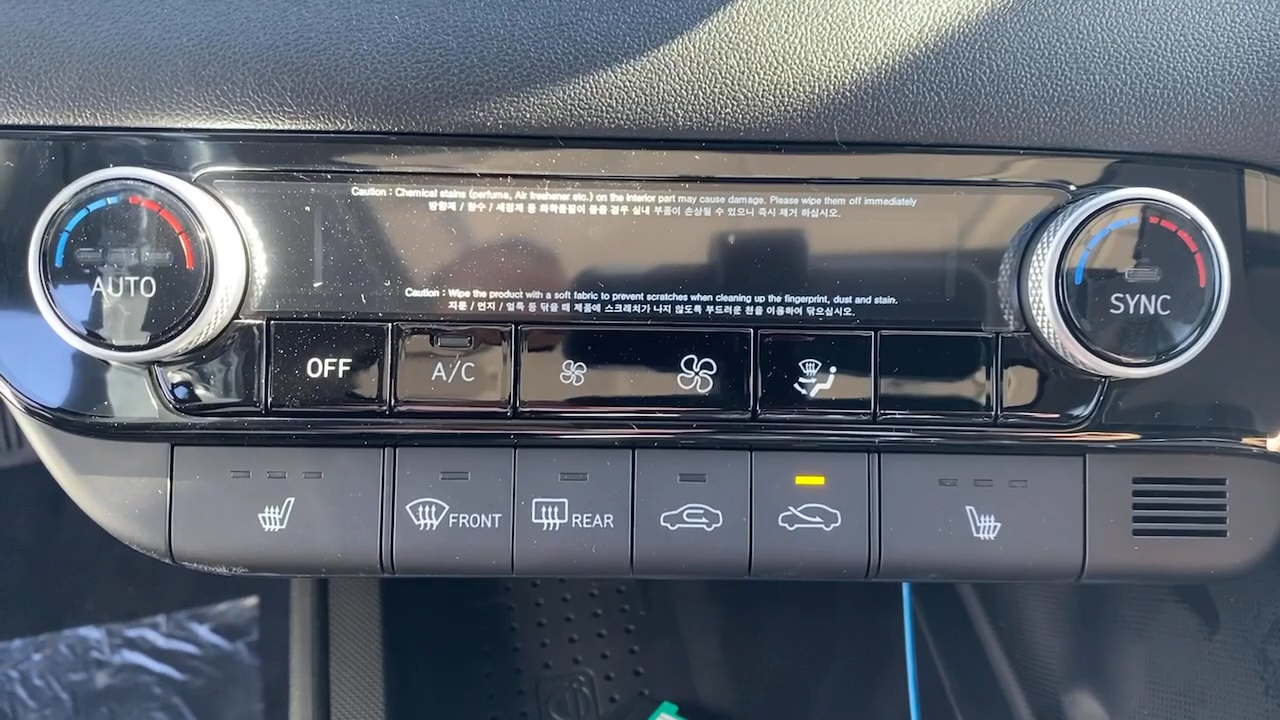 Caution : Chemical stains (perfume, Air freshener etc.) on the interior part may cause damage. Please wipe them off immediately
방향제 / 향수 / 세정제 등 화학물질이 묻을 경우 실내 부품이 손상될 수 있으니 즉시 제거 하십시오.
AUTO
SYNC
Caution : Wipe the product with a soft fabric to prevent scratches when cleaning up the fingerprint, dust and stain.
지문 / 먼지 / 얼룩 등 닦을 때 제품에 스크래치가 나지 않도록 부드러운 천을 이용하여 닦으십시오.
OFF
A/C
FRONT
REAR